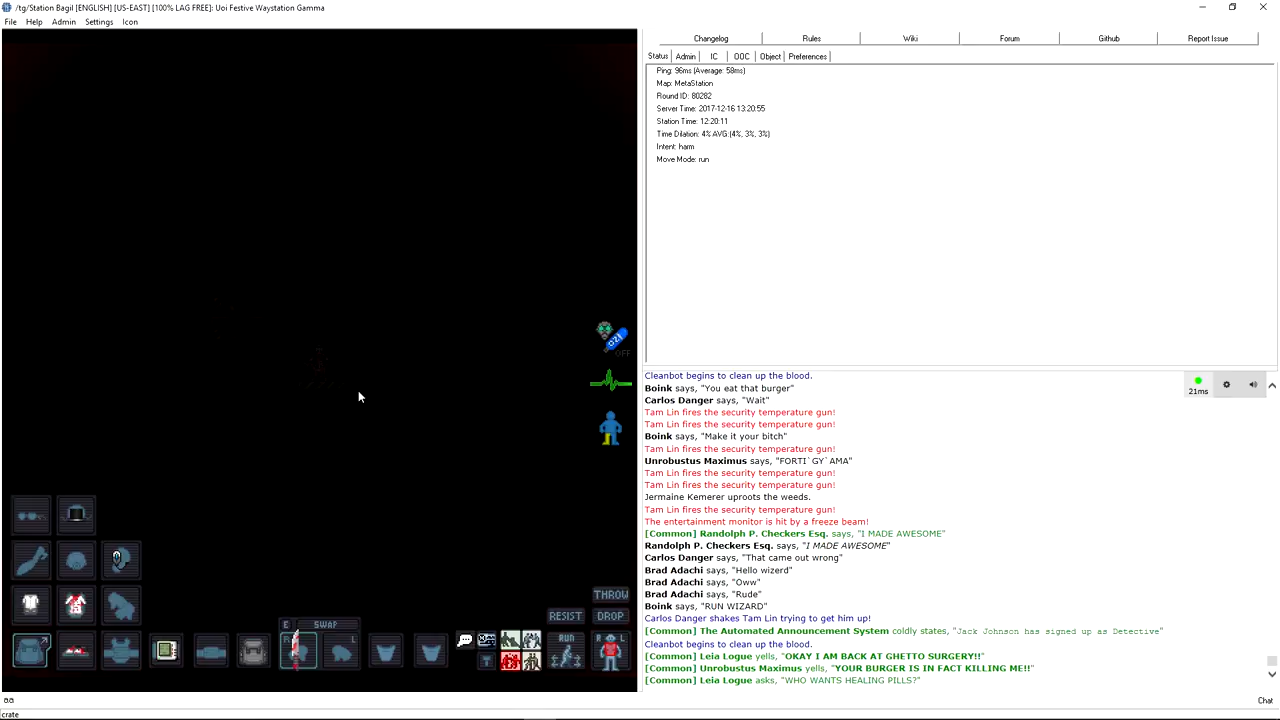 /tg/Station Bagil [ENGLISH] [US-EAST] [100% LAG FREE]: Uoi Festive Waystation Gamma
File Help Admin Settings Icon
Changelog Rules Wiki Forum Github Report Issue
Status Admin IC OOC Object Preferences
Ping: 96ms (Average: 58ms)
Map: MetaStation
Round ID: 80282
Server Time: 2017-12-16 13:20:55
Station Time: 12:20:11
Time Dilation: 4% AVG:(4%, 3%, 3%)
Intent: harm
Move Mode: run
21ms
Cleanbot begins to clean up the blood.
Boink says, "You eat that burger"
Carlos Danger says, "Wait"
Tam Lin fires the security temperature gun!
Tam Lin fires the security temperature gun!
Boink says, "Make it your bitch"
Tam Lin fires the security temperature gun!
Unrobustus Maximus says, "FORTI`GY`AMA"
Tam Lin fires the security temperature gun!
Tam Lin fires the security temperature gun!
Jermaine Kemerer uproots the weeds.
Tam Lin fires the security temperature gun!
The entertainment monitor is hit by a freeze beam!
[Common] Randolph P. Checkers Esq. says, "I MADE AWESOME"
Randolph P. Checkers Esq. says, "I MADE AWESOME"
Carlos Danger says, "That came out wrong"
Brad Adachi says, "Hello wizerd"
Brad Adachi says, "Oww"
Brad Adachi says, "Rude"
Boink says, "RUN WIZARD"
Carlos Danger shakes Tam Lin trying to get him up!
[Common] The Automated Announcement System coldly states, "Jack Johnson has signed up as Detective"
Cleanbot begins to clean up the blood.
[Common] Leia Logue yells, "OKAY I AM BACK AT GHETTO SURGERY!!"
[Common] Unrobustus Maximus yells, "YOUR BURGER IS IN FACT KILLING ME!!"
[Common] Leia Logue asks, "WHO WANTS HEALING PILLS?"
OFF
THROW
RESIST DROP
E SWAP
L
RUN
R L
Chat
crate